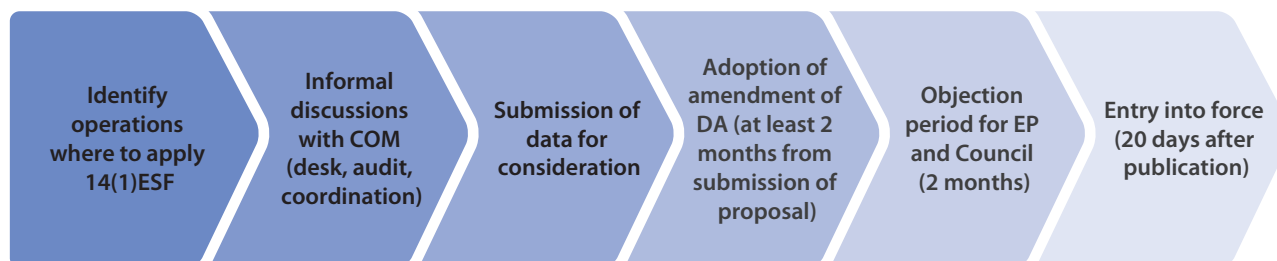 Identify
operations
where to apply
14(1)ESF
Informal
discussions
with COM
(desk, audit,
coordination)
Submission of
data for
consideration
Adoption of
amendment of
DA (at least 2
months from
submission of
proposal)
Objection
period for EP
and Council
(2 months)
Entry into force
(20 days after
publication)